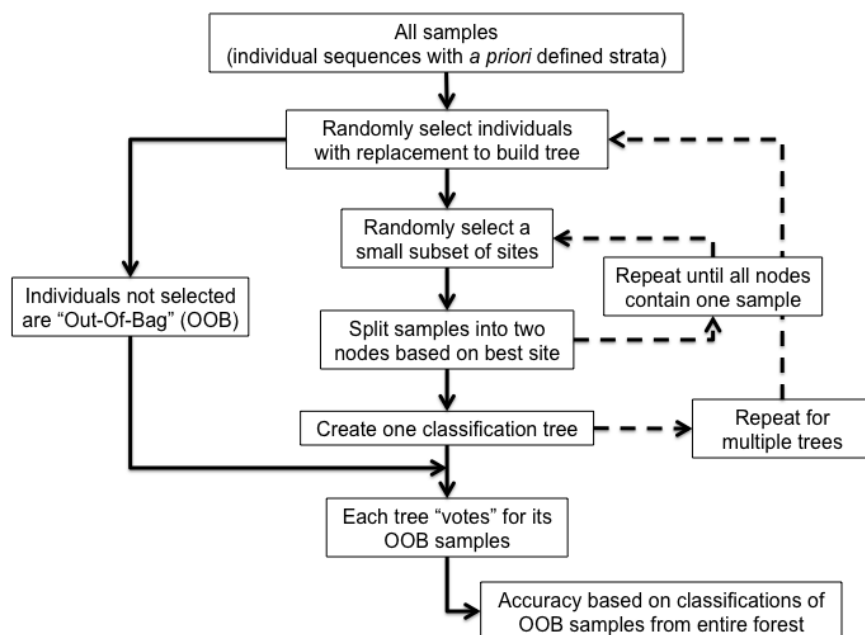 All samples
(individual sequences with a priori defined strata)
Randomly select individuals
with replacement to build tree
Randomly select a
small subset of sites
Repeat until all nodes
contain one sample
Individuals not selected
are “Out-Of-Bag” (OOB)
Split samples into two
nodes based on best site
Create one classification tree
Repeat for
multiple trees
Each tree “votes” for its
OOB samples
Accuracy based on classifications of
OOB samples from entire forest